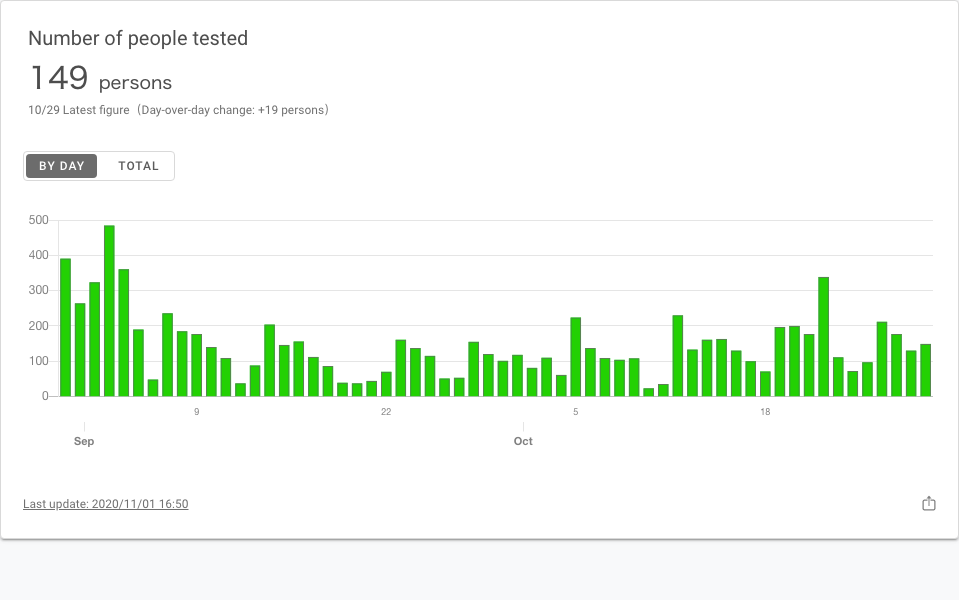 Number of people tested
149 persons
10/29 Latest figure（Day-over-day change: +19 persons）
BY DAY TOTAL
500
400
300
200
100
0
9 22 5 18
Sep Oct
Last update: 2020/11/01 16:50